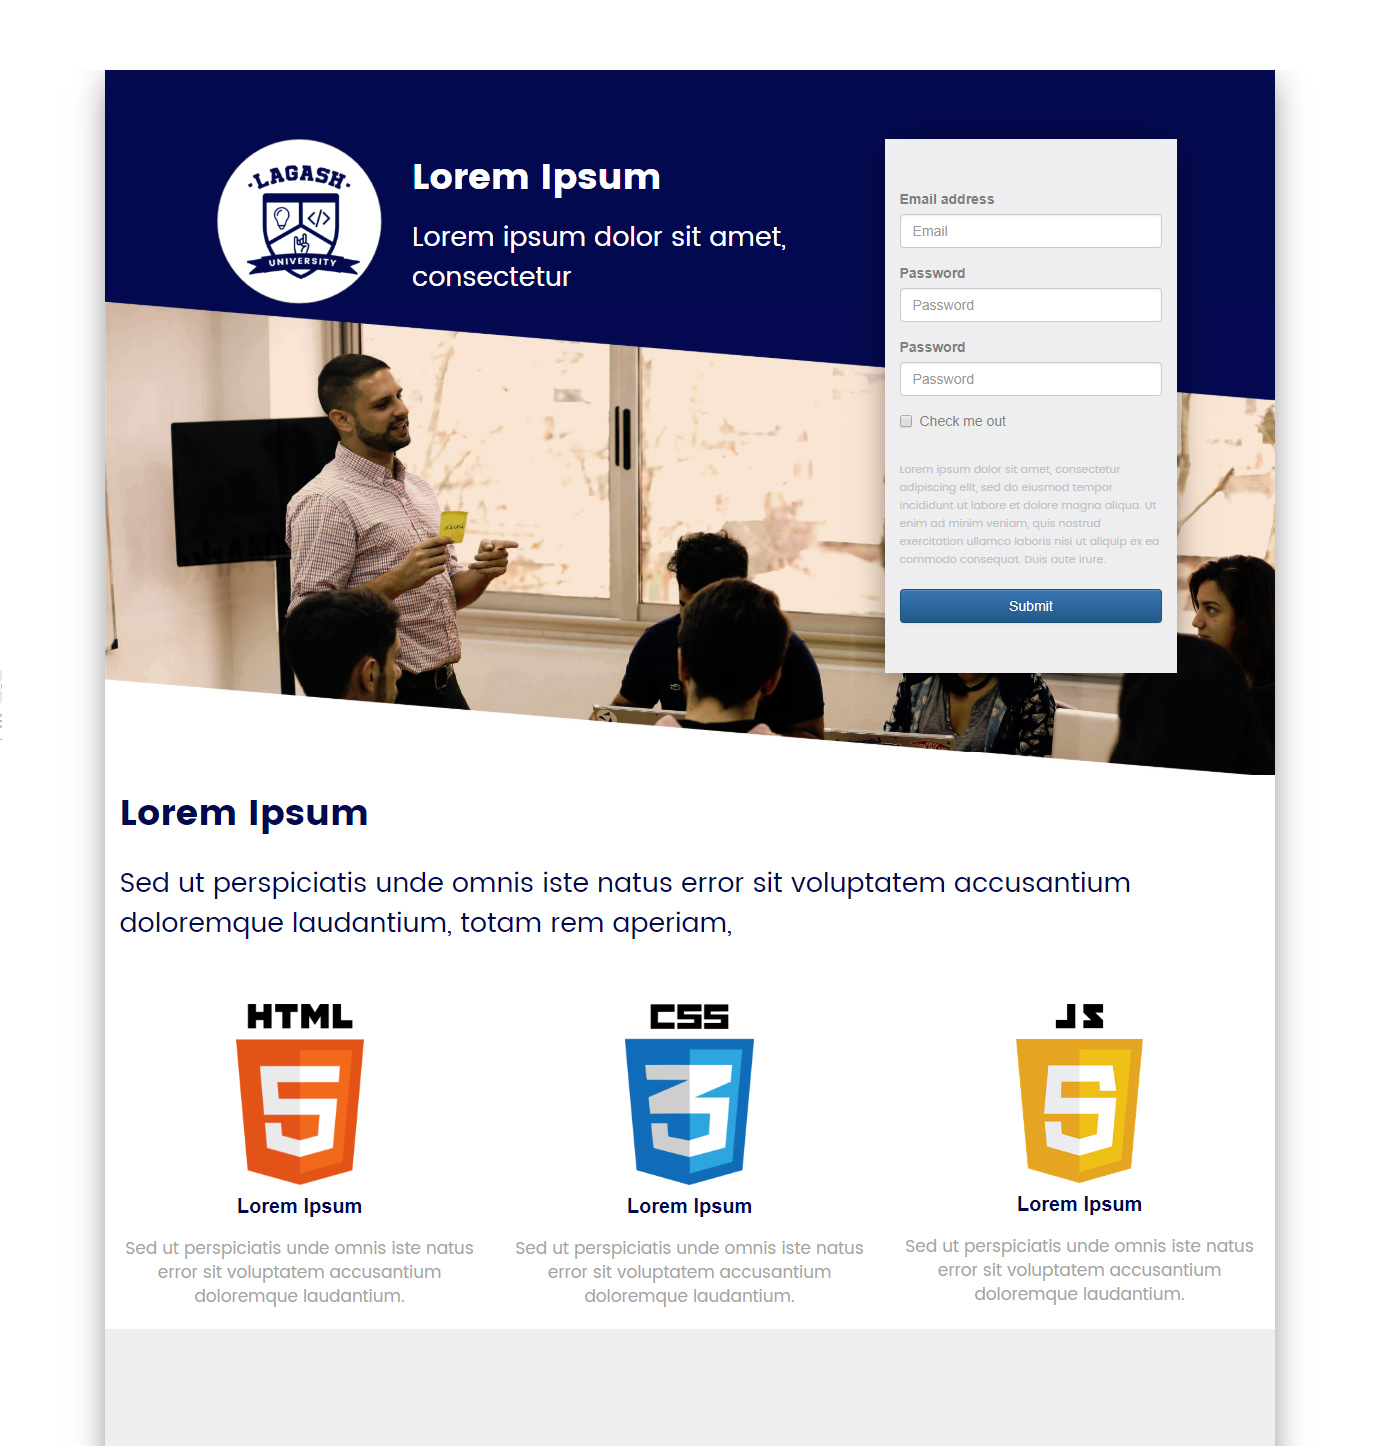 ·LAGASH·
</>
UNIVERSITY
Lorem Ipsum
Lorem ipsum dolor sit amet,
consectetur
Email address
Email
Password
Password
Password
Password
Check me out
Lorem ipsum dolor sit amet, consectetur
adipiscing elit, sed do eiusmod tempor
incididunt ut labore et dolore magna aliqua. Ut
enim ad minim veniam, quis nostrud
exercitation ullamco laboris nisi ut aliquip ex ea
commodo consequat. Duis aute irure.
Submit
Lorem Ipsum
Sed ut perspiciatis unde omnis iste natus error sit voluptatem accusantium
doloremque laudantium, totam rem aperiam,
HTML
5
Lorem Ipsum
Sed ut perspiciatis unde omnis iste natus
error sit voluptatem accusantium
doloremque laudantium.
CSS
3
Lorem Ipsum
Sed ut perspiciatis unde omnis iste natus
error sit voluptatem accusantium
doloremque laudantium.
JS
5
Lorem Ipsum
Sed ut perspiciatis unde omnis iste natus
error sit voluptatem accusantium
doloremque laudantium.